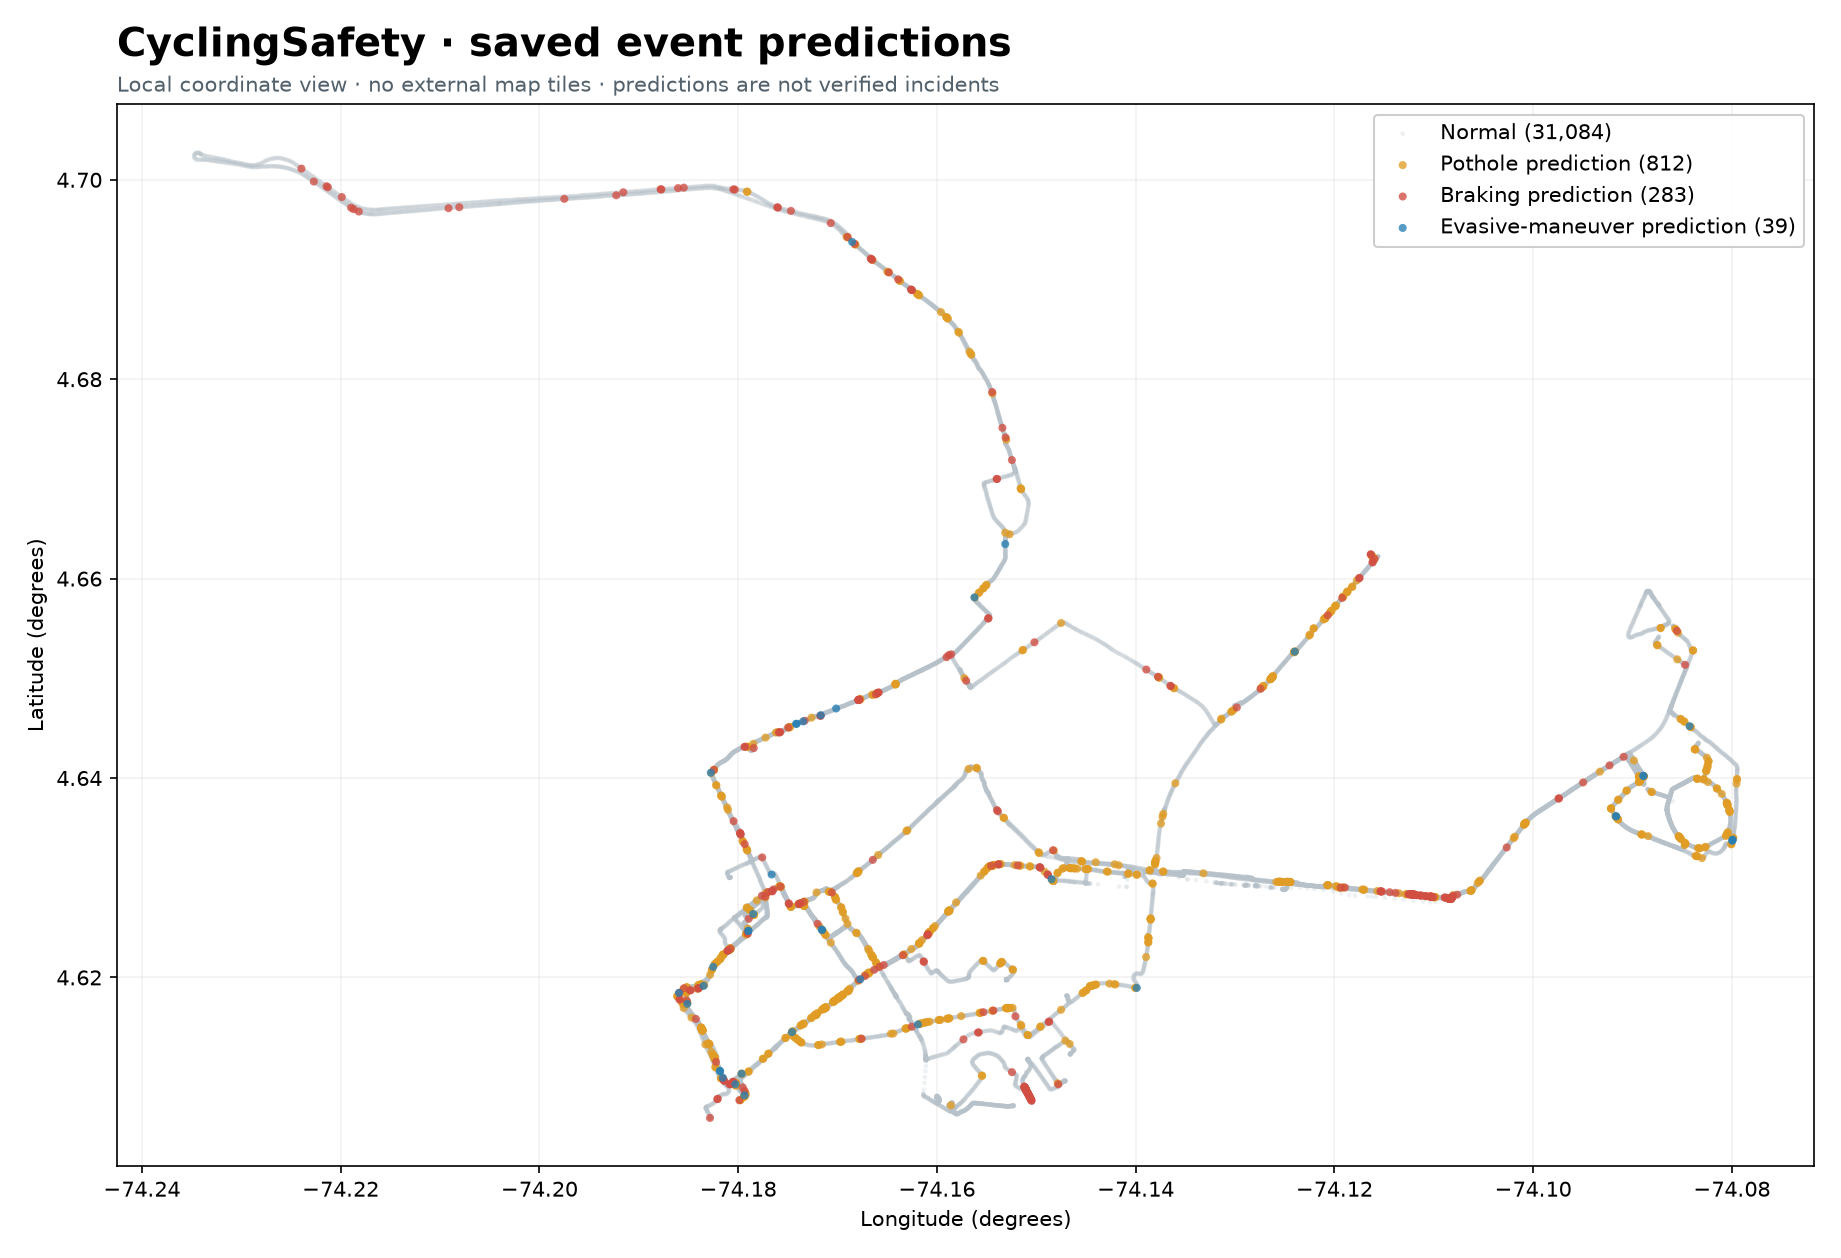 CyclingSafety · saved event predictions
Local coordinate view · no external map tiles · predictions are not verified incidents
Normal (31,084)
Pothole prediction (812)
Braking prediction (283)
Evasive-maneuver prediction (39)
Latitude (degrees)
4.70
4.68
4.66
4.64
4.62
−74.24
−74.22
−74.20
−74.18
−74.16
−74.14
−74.12
−74.10
−74.08
Longitude (degrees)